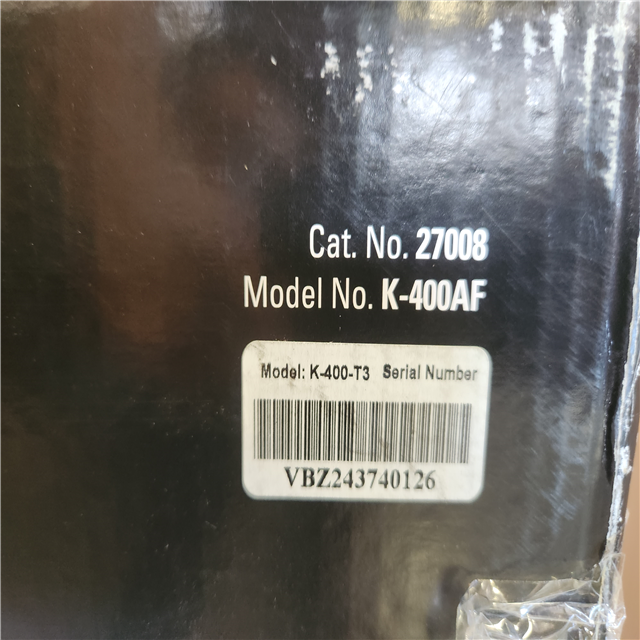 Cat. No. 27008
Model No. K-400AF
Model: K-400-T3 Serial Number
VBZ243740126